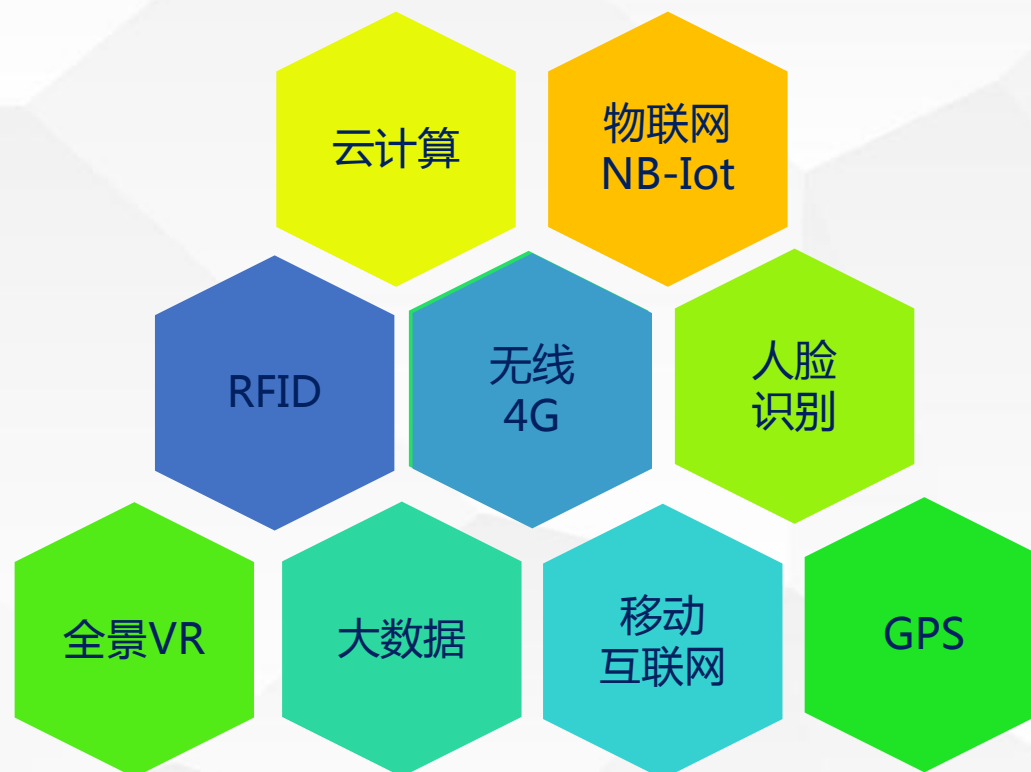 云计算
物联网
NB-Iot
RFID
无线
4G
人脸
识别
全景VR
大数据
移动
互联网
GPS